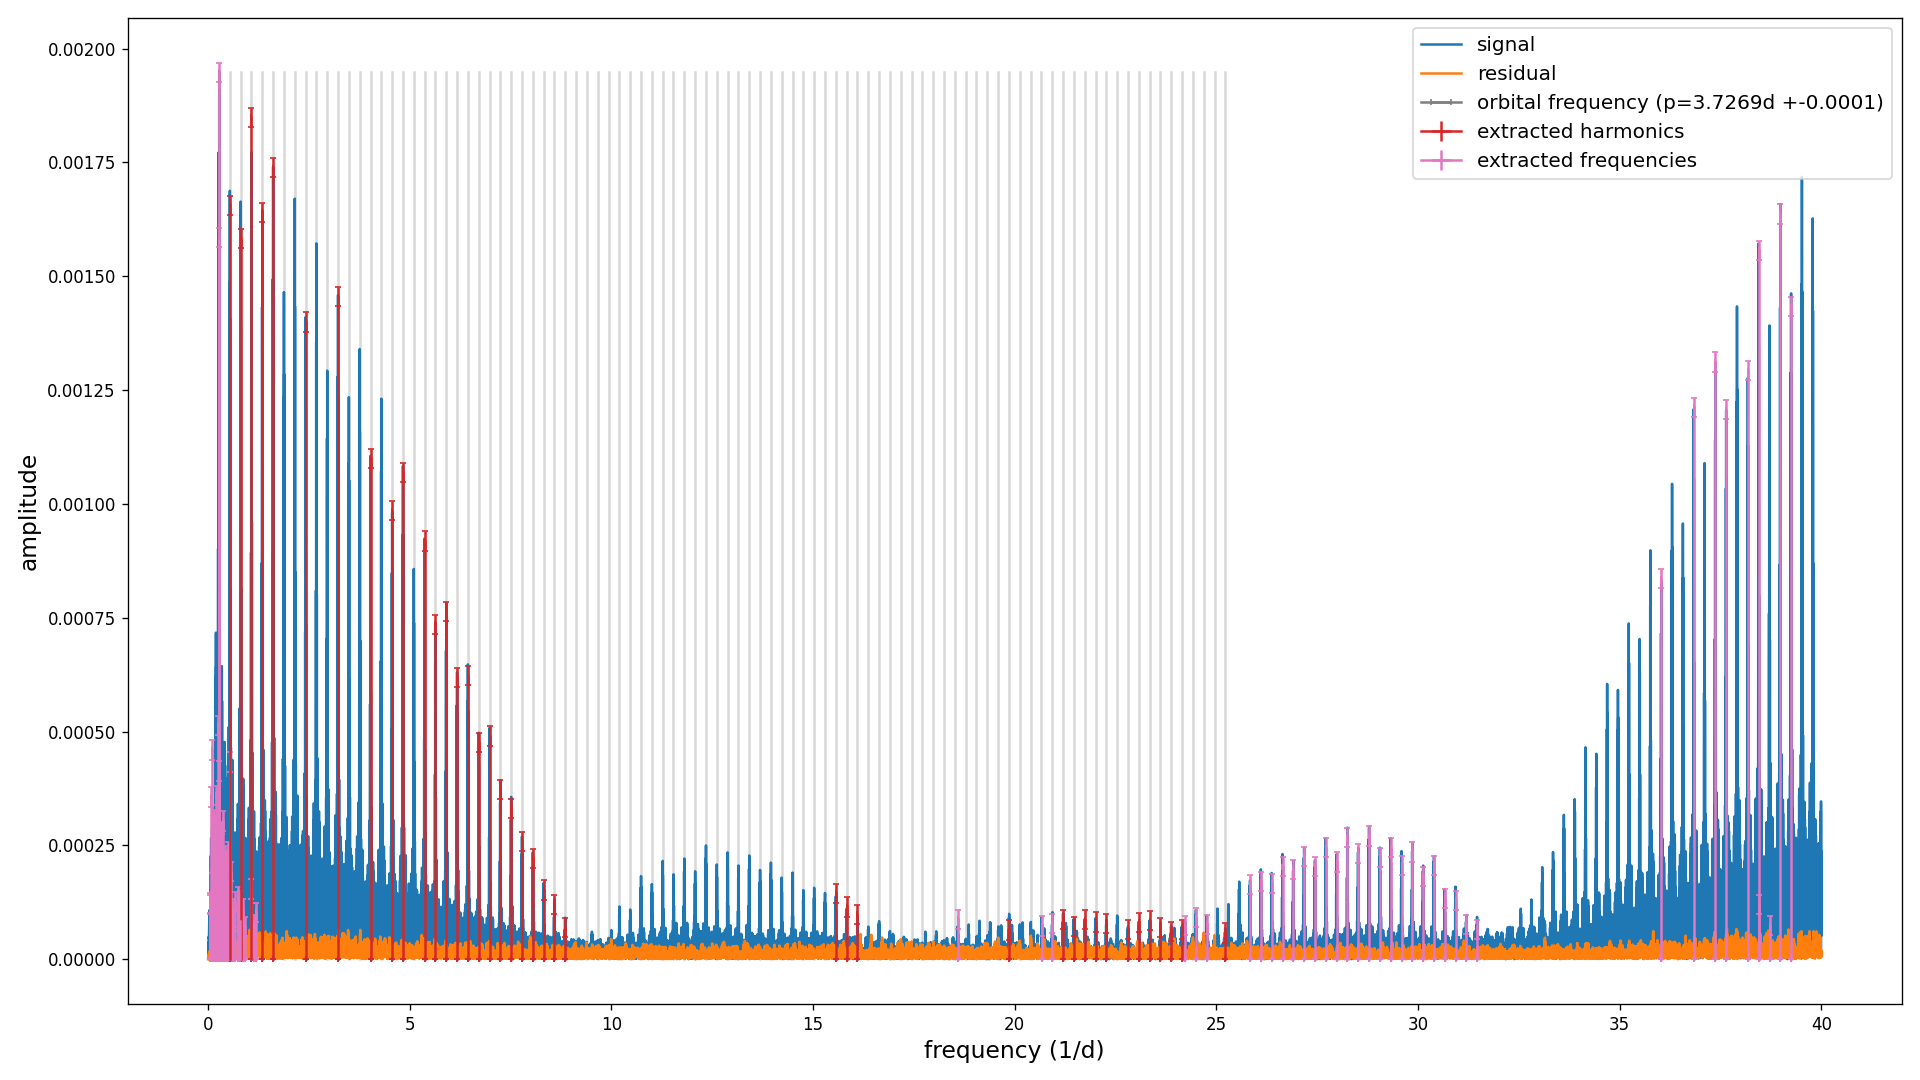 signal
residual
orbital frequency (p=3.7269d +-0.0001)
extracted harmonics
extracted frequencies
0.00200
0.00175
0.00150
0.00125
0.00100
0.00075
0.00050
0.00025
0.00000
amplitude
0 5 10 15 20 25 30 35 40
frequency (1/d)